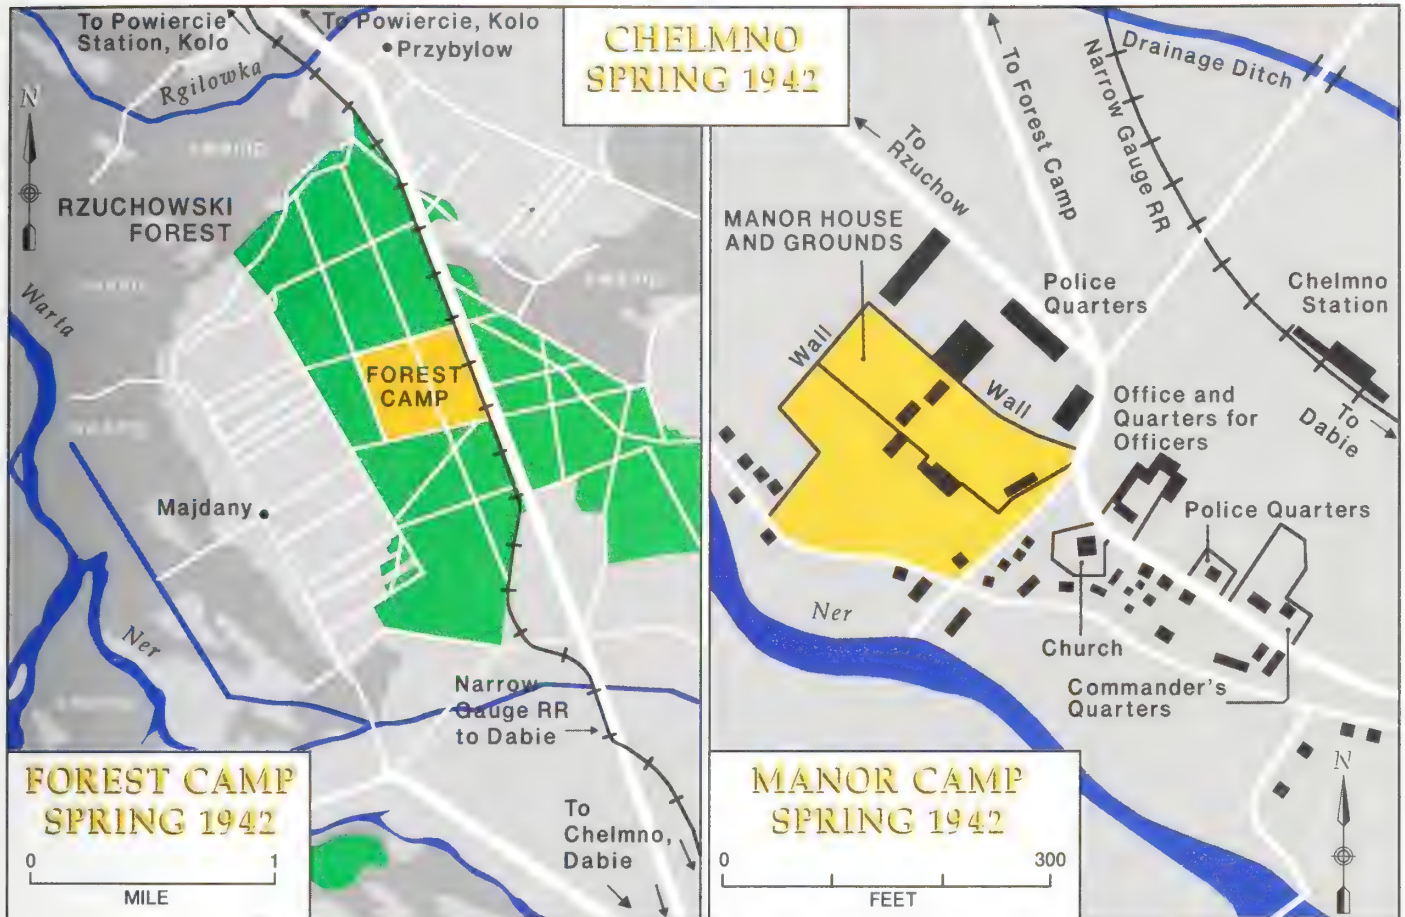 CHELMNO
SPRING 1942
To Powiercie
Station, Kolo
To Powiercie, Kolo
Przybylow
Rgilowka
N
RZUCHOWSKI
FOREST
Warta
FOREST
CAMP
Majdany
Ner
Narrow
Gauge RR
to Dabie
To
Chelmno,
Dabie
FOREST CAMP
SPRING 1942
0 1
MILE
To
Rzuchow
To Forest Camp
Narrow Gauge RR
Drainage Ditch
MANOR HOUSE
AND GROUNDS
Police
Quarters
Chelmno
Station
Wall
Wall
To
Dabie
Office and
Quarters for
Officers
Police Quarters
Ner
Church
Commander's
Quarters
N
MANOR CAMP
SPRING 1942
0 300
FEET